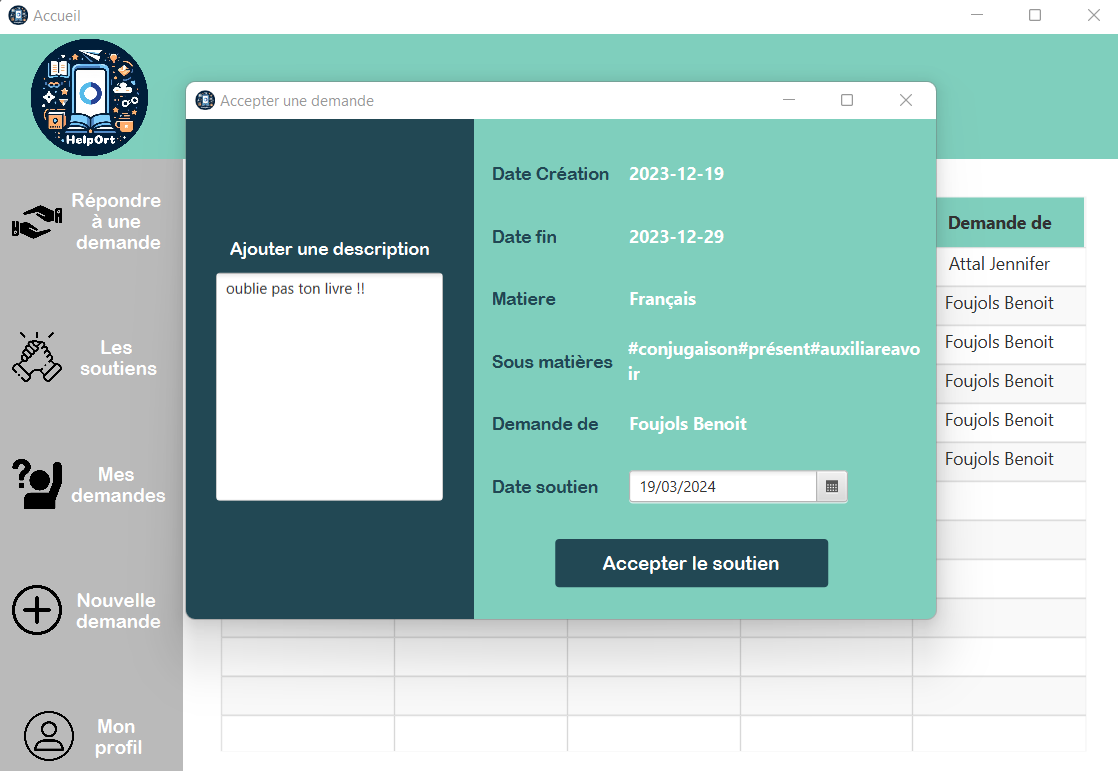 Accueil
HelpOrt
Répondre
à une
demande
Les
soutiens
Mes
demandes
Nouvelle
demande
Mon
profil
Accepter une demande
Ajouter une description
oublie pas ton livre !!
Date Création 2023-12-19
Date fin 2023-12-29
Matiere Français
Sous matières #conjugaison#présent#auxiliareavo
ir
Demande de Foujols Benoit
Date soutien 19/03/2024
Accepter le soutien
Demande de
Attal Jennifer
Foujols Benoit
Foujols Benoit
Foujols Benoit
Foujols Benoit
Foujols Benoit